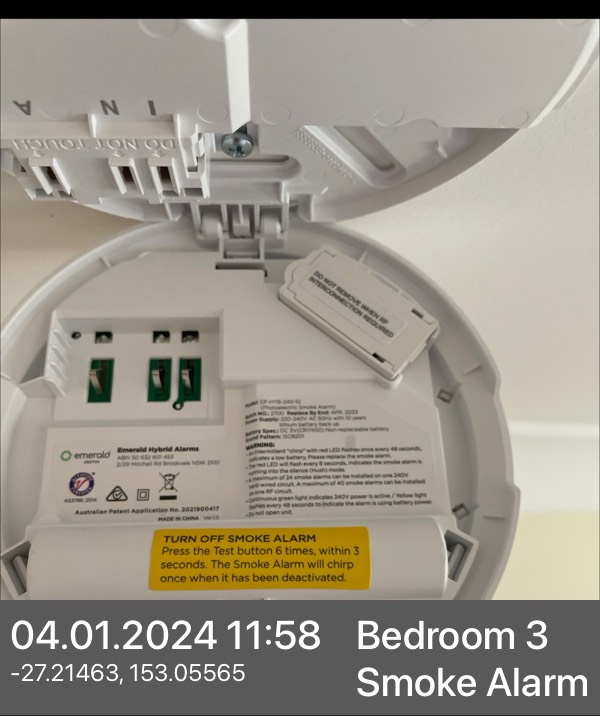 A N I
DO NOT TOUCH
DO NOT REMOVE WHEN RF
INTERCONNECTION REQUIRED
Model: EP-HYB-240-10
(Photoelectric Smoke Alarm)
Batch NO.: 2700 Replace By End: APR. 2033
Power Supply: 220-240V AC 50Hz with 10 years
lithium battery back up
Battery Spec.: DC 3V(CR17450) Non-replaceable battery
Sound Pattern: ISO8201
WARNING:
An intermittent "chirp" with red LED flashes once every 48 seconds,
indicates a low battery, Please replace the smoke alarm.
The red LED will flash every 8 seconds, indicates the smoke alarm is
running into the silence (Hush) mode.
A maximum of 24 smoke alarms can be installed on one 240V
hard-wired circuit. A maximum of 40 smoke alarms can be installed
on one RF circuit.
Continuous green light indicates 240V power is active / Yellow light
flashes every 48 seconds to indicate the alarm is using battery power.
Do not open unit.
emerald
alarms
Emerald Hybrid Alarms
ABN 50 632 601 453
2/29 Mitchell Rd Brookvale NSW 2100
AS3786:2014
Australian Patent Application No. 2021900417
MADE IN CHINA Ver1.0
TURN OFF SMOKE ALARM
Press the Test button 6 times, within 3
seconds. The Smoke Alarm will chirp
once when it has been deactivated.
04.01.2024 11:58
-27.21463, 153.05565
Bedroom 3
Smoke Alarm